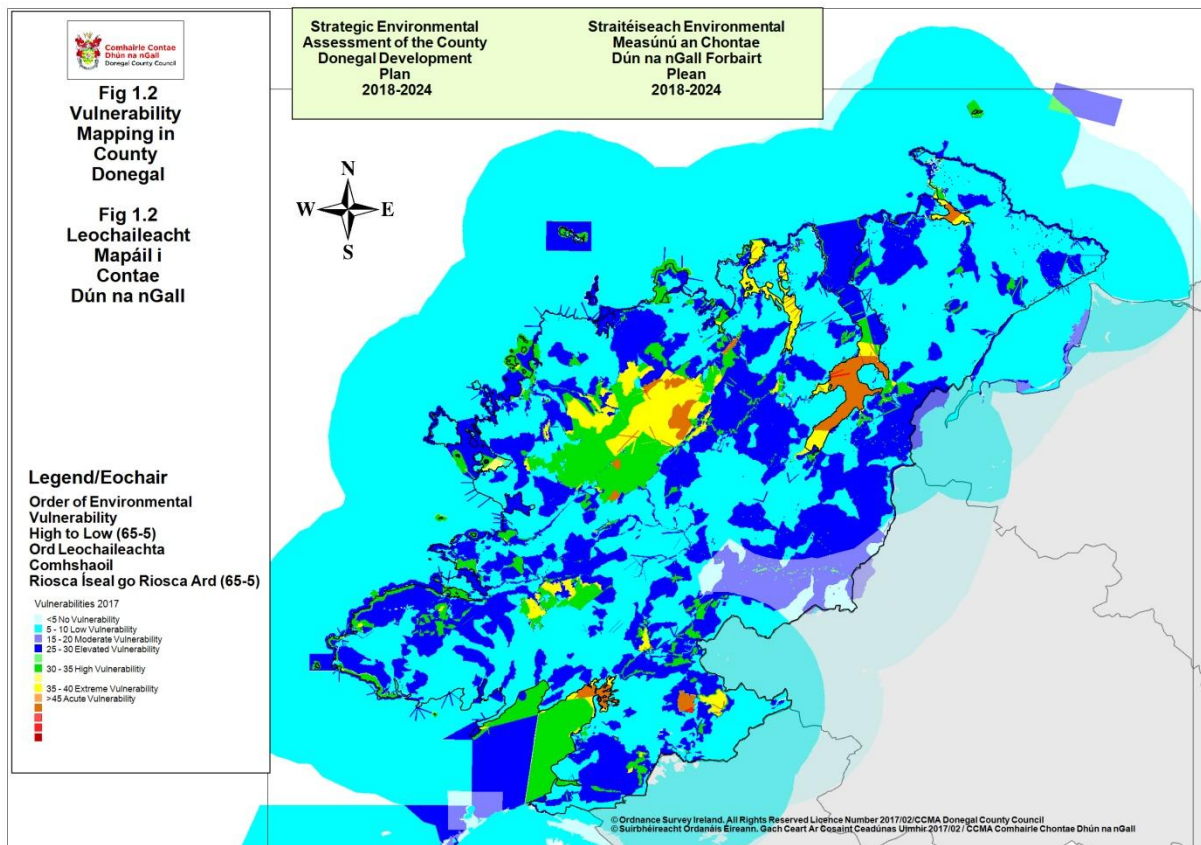 Comhairle Contae
Dhún na nGall
Donegal County Council
Fig 1.2
Vulnerability
Mapping in
County
Donegal
Fig 1.2
Leochaileacht
Mapáil i
Contae
Dún na nGall
Strategic Environmental
Assessment of the County
Donegal Development
Plan
2018-2024
Straitéiseach Environmental
Measúnú an Chontae
Dún na nGall Forbairt
Plean
2018-2024
N
W E
S
Legend/Eochair
Order of Environmental
Vulnerability
High to Low (65-5)
Ord Leochaileachta
Comhshaoil
Riosca Íseal go Riosca Ard (65-5)
Vulnerabilities 2017
<5 No Vulnerability
5 - 10 Low Vulnerability
15 - 20 Moderate Vulnerability
25 - 30 Elevated Vulnerability
30 - 35 High Vulnerability
35 - 40 Extreme Vulnerability
>45 Acute Vulnerability
© Ordnance Survey Ireland. All Rights Reserved Licence Number 2017/02/CCMA Donegal County Council
© Suirbhéireacht Ordanáis Éireann. Gach Ceart Ar Cosaint Ceadúnas Uimhir 2017/02 / CCMA Comhairle Chontae Dhún na nGall